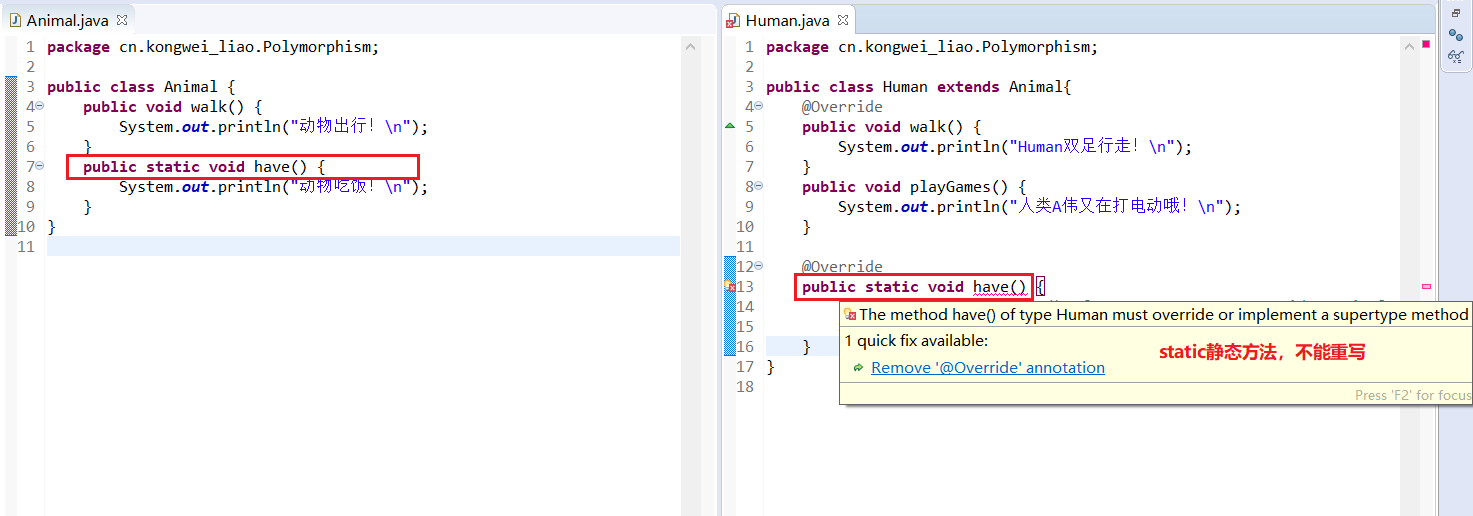 Animal.java
1 package cn.kongwei_liao.Polymorphism;
2
3 public class Animal {
4 public void walk() {
5 System.out.println("动物出行！\n");
6 }
7 public static void have() {
8 System.out.println("动物吃饭！\n");
9 }
10 }
11
Human.java
1 package cn.kongwei_liao.Polymorphism;
2
3 public class Human extends Animal{
4 @Override
5 public void walk() {
6 System.out.println("Human双足行走！\n");
7 }
8 public void playGames() {
9 System.out.println("人类A伟又在打电动哦！\n");
10 }
11
12 @Override
13 public static void have() {
14
15
16 }
17 }
18
The method have() of type Human must override or implement a supertype method
1 quick fix available:
Remove '@Override' annotation
static静态方法，不能重写
Press 'F2' for focus